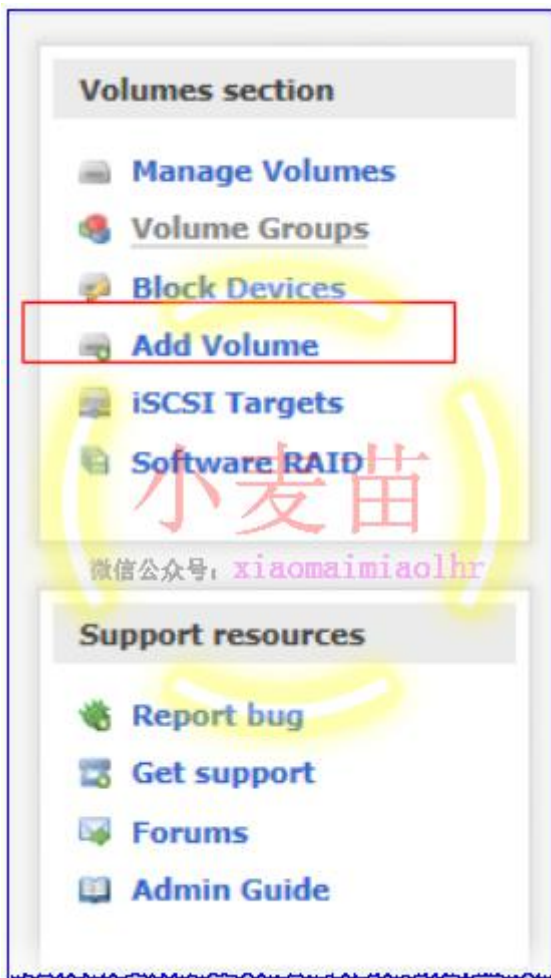 Volumes section
Manage Volumes
Volume Groups
Block Devices
Add Volume
iSCSI Targets
Software RAID
小麦苗
微信公众号：xiaomaimiaolhr
Support resources
Report bug
Get support
Forums
Admin Guide